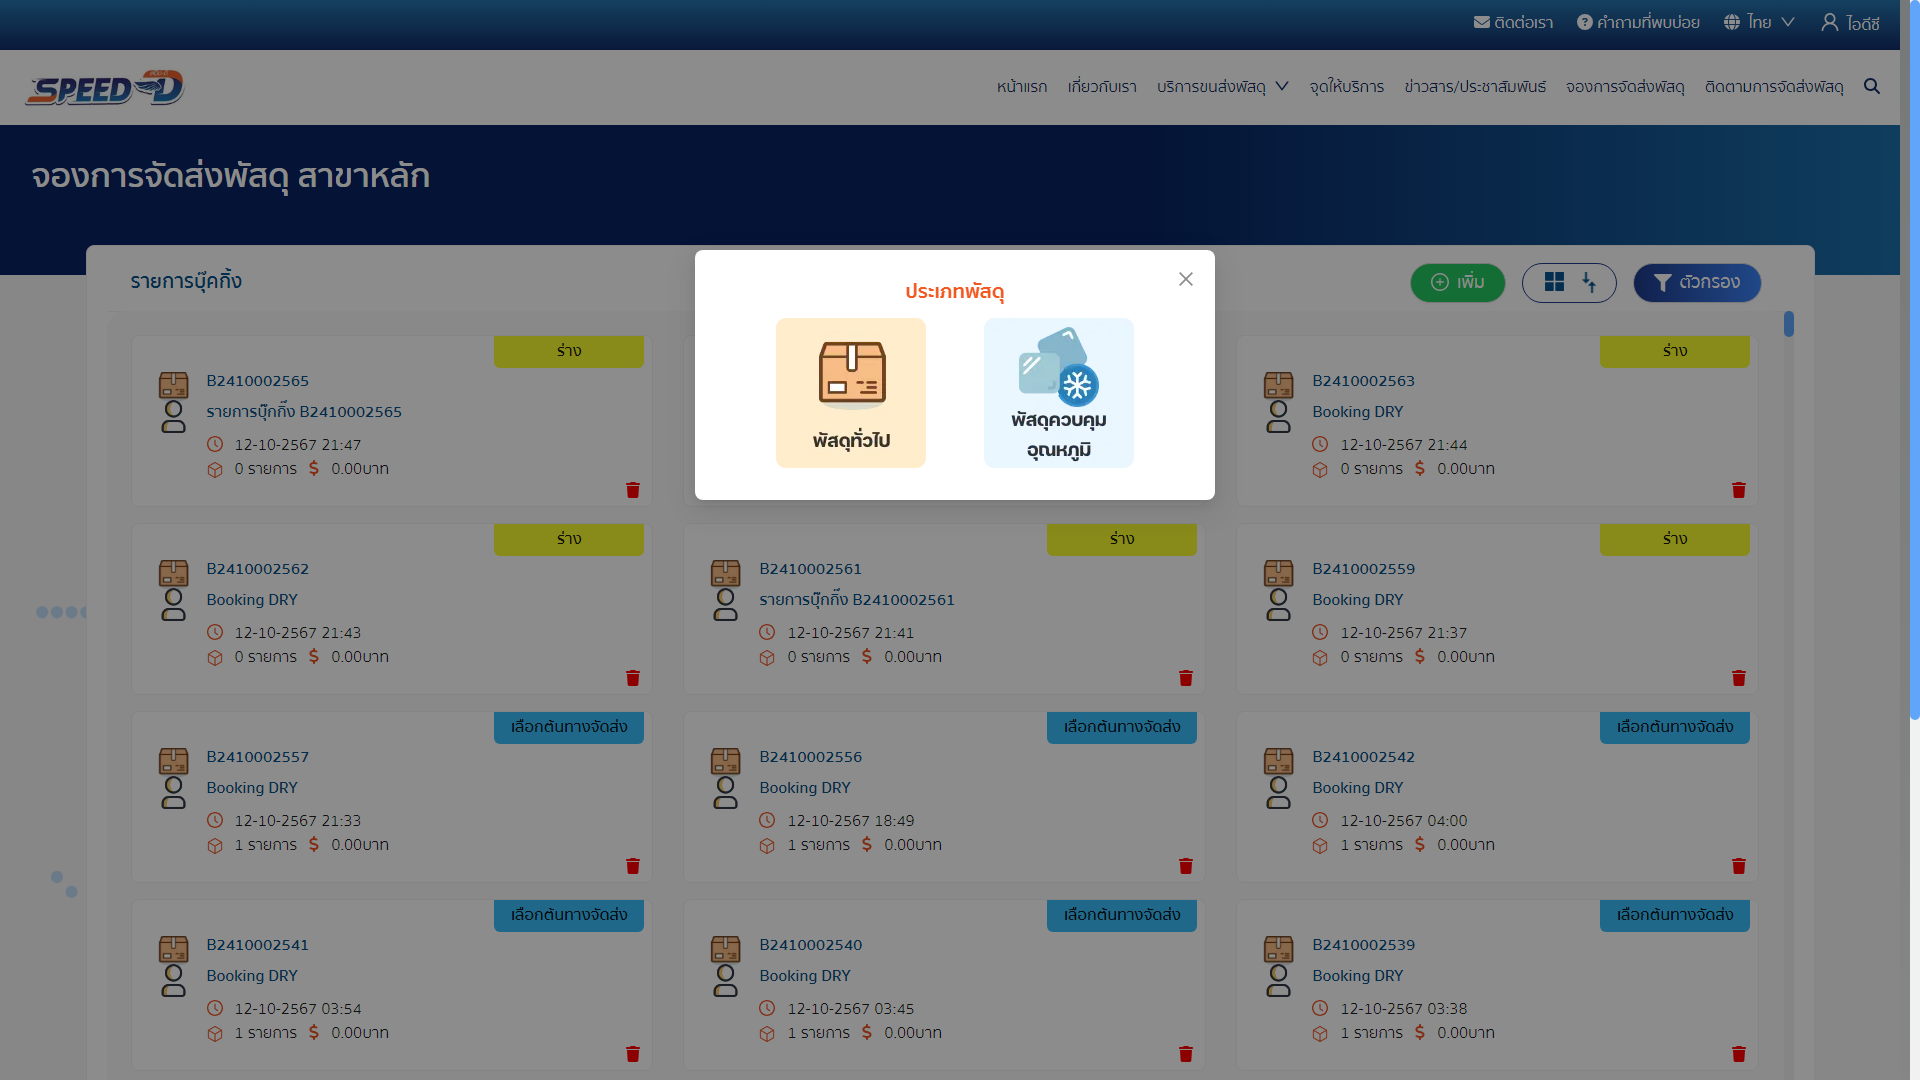 ติดต่อเรา คำถามที่พบบ่อย ไทย ไอดีซี
SPEED D
หน้าแรก เกี่ยวกับเรา บริการขนส่งพัสดุ จุดให้บริการ ข่าวสาร/ประชาสัมพันธ์ จองการจัดส่งพัสดุ ติดตามการจัดส่งพัสดุ
จองการจัดส่งพัสดุ สาขาหลัก
รายการบุ๊คกิ้ง
เพิ่ม
ตัวกรอง
ประเภทพัสดุ
พัสดุทั่วไป
พัสดุควบคุม
อุณหภูมิ
ร่าง
B2410002565
รายการบุ๊กกิ๊ง B2410002565
12-10-2567 21:47
0 รายการ $ 0.00บาท
ร่าง
B2410002563
Booking DRY
12-10-2567 21:44
0 รายการ $ 0.00บาท
ร่าง
B2410002562
Booking DRY
12-10-2567 21:43
0 รายการ $ 0.00บาท
ร่าง
B2410002561
รายการบุ๊กกิ๊ง B2410002561
12-10-2567 21:41
0 รายการ $ 0.00บาท
ร่าง
B2410002559
Booking DRY
12-10-2567 21:37
0 รายการ $ 0.00บาท
เลือกต้นทางจัดส่ง
B2410002557
Booking DRY
12-10-2567 21:33
1 รายการ $ 0.00บาท
เลือกต้นทางจัดส่ง
B2410002556
Booking DRY
12-10-2567 18:49
1 รายการ $ 0.00บาท
เลือกต้นทางจัดส่ง
B2410002542
Booking DRY
12-10-2567 04:00
1 รายการ $ 0.00บาท
เลือกต้นทางจัดส่ง
B2410002541
Booking DRY
12-10-2567 03:54
1 รายการ $ 0.00บาท
เลือกต้นทางจัดส่ง
B2410002540
Booking DRY
12-10-2567 03:45
1 รายการ $ 0.00บาท
เลือกต้นทางจัดส่ง
B2410002539
Booking DRY
12-10-2567 03:38
1 รายการ $ 0.00บาท